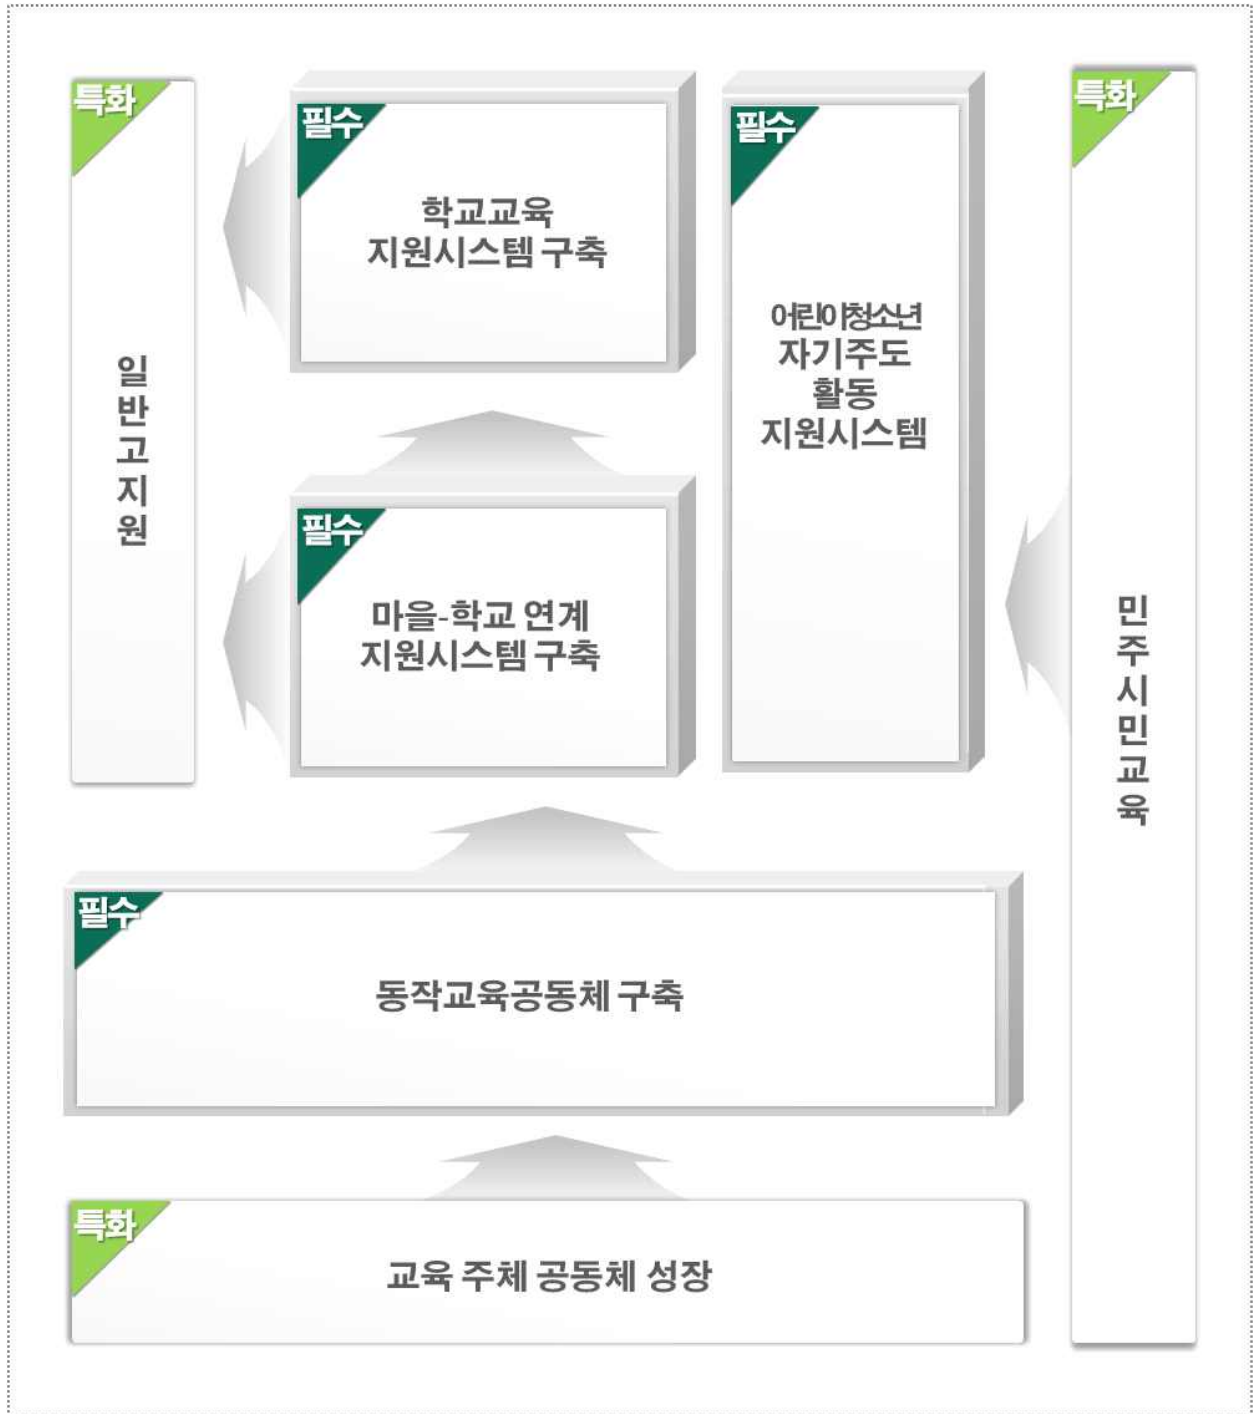 특화
일
반
고
지
원
필수
학교교육
지원시스템 구축
필수
마을-학교 연계
지원시스템 구축
필수
어린이청소년
자기주도
활동
지원시스템
특화
민
주
시
민
교
육
필수
동작교육공동체 구축
특화
교육 주체 공동체 성장